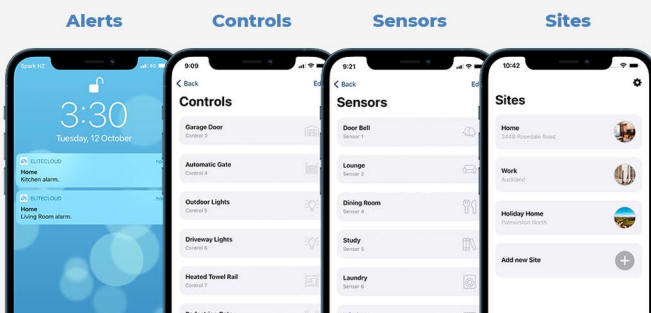 Alerts
Controls
Sensors
Sites
Spark NZ
4G
3:30
Tuesday, 12 October
ELITECLOUD
Home
Kitchen alarm.
ELITECLOUD
Home
Living Room alarm.
9:09
Back
Controls
Garage Door
Control 3
Automatic Gate
Control 4
Outdoor Lights
Control 5
Driveway Lights
Control 6
Heated Towel Rail
Control 7
9:21
Back
Sensors
Door Bell
Sensor 1
Lounge
Sensor 2
Dining Room
Sensor 4
Study
Sensor 5
Laundry
Sensor 6
10:42
Sites
Home
Rosedale Road
Work
Auckland
Holiday Home
Palmerston North
Add new Site